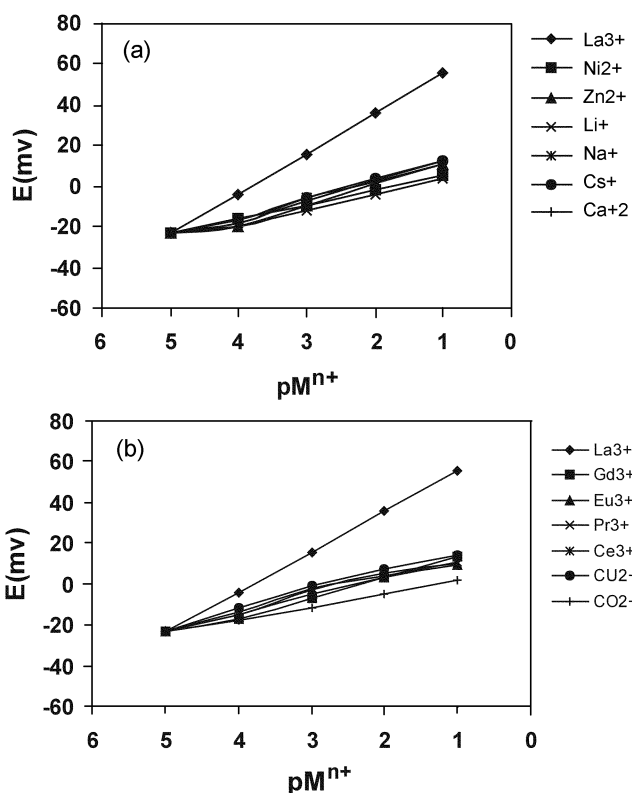 80
(a)
60
40
20
0
-20
-40
-60
E(mv)
6 5 4 3 2 1 0
pMn+
La3+
Ni2+
Zn2+
Li+
Na+
Cs+
Ca+2
80
(b)
60
40
20
0
-20
-40
-60
E(mv)
6 5 4 3 2 1 0
pMn+
La3+
Gd3+
Eu3+
Pr3+
Ce3+
CU2+
CO2+